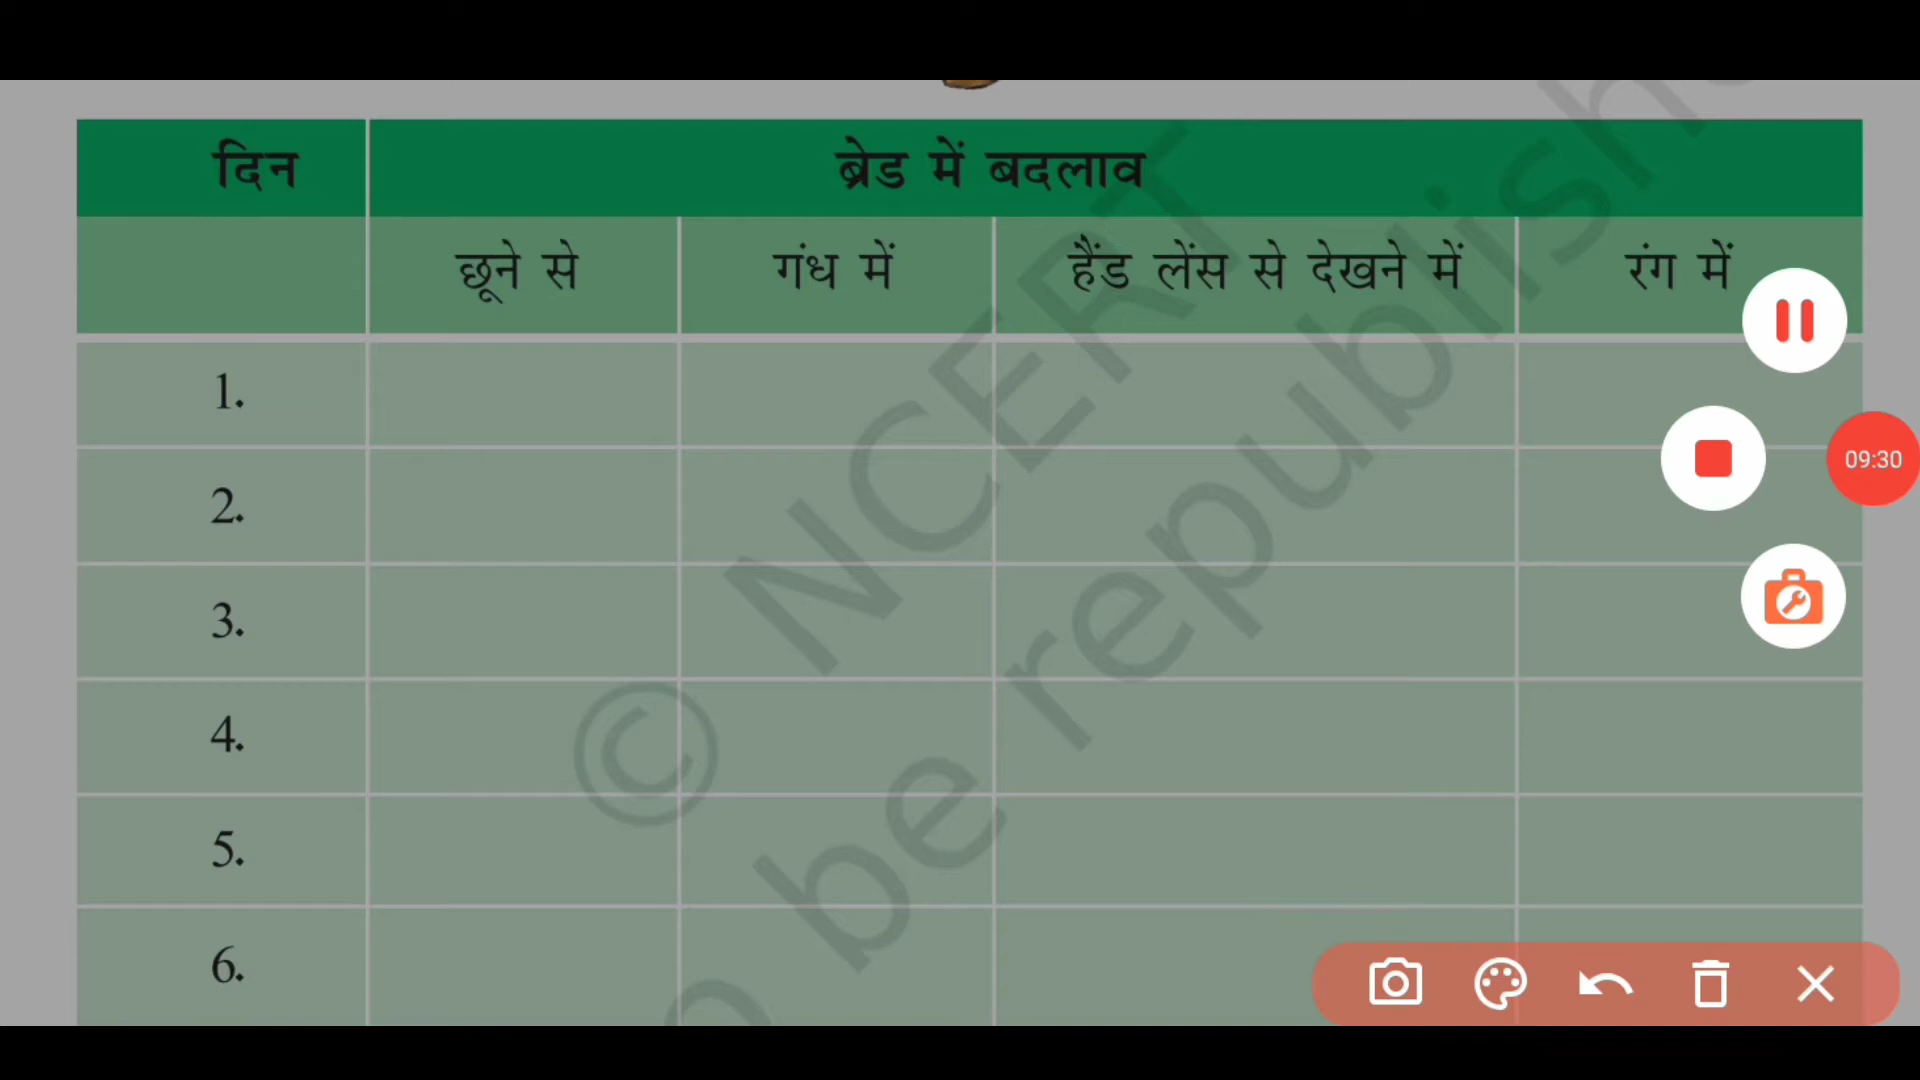 दिन ब्रेड में बदलाव
छूने से गंध में हैंड लेंस से देखने में रंग में
1.
2.
3.
4.
5.
6.
09:30
© NCERT
be republish